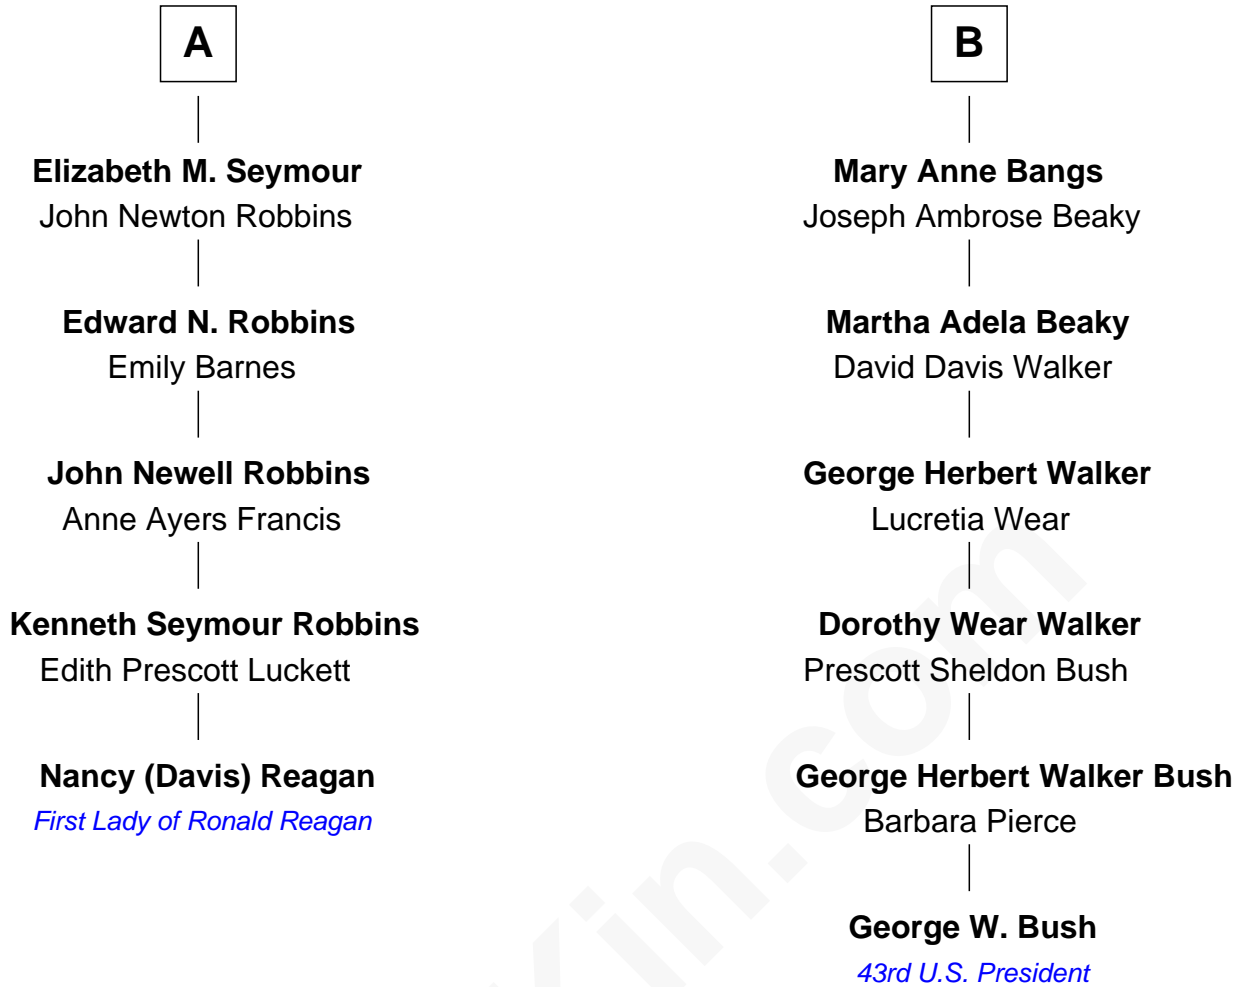 A
Elizabeth M. Seymour
John Newton Robbins
Edward N. Robbins
Emily Barnes
John Newell Robbins
Anne Ayers Francis
Kenneth Seymour Robbins
Edith Prescott Luckett
Nancy (Davis) Reagan
First Lady of Ronald Reagan
B
Mary Anne Bangs
Joseph Ambrose Beaky
Martha Adela Beaky
David Davis Walker
George Herbert Walker
Lucretia Wear
Dorothy Wear Walker
Prescott Sheldon Bush
George Herbert Walker Bush
Barbara Pierce
George W. Bush
43rd U.S. President
Kin.com